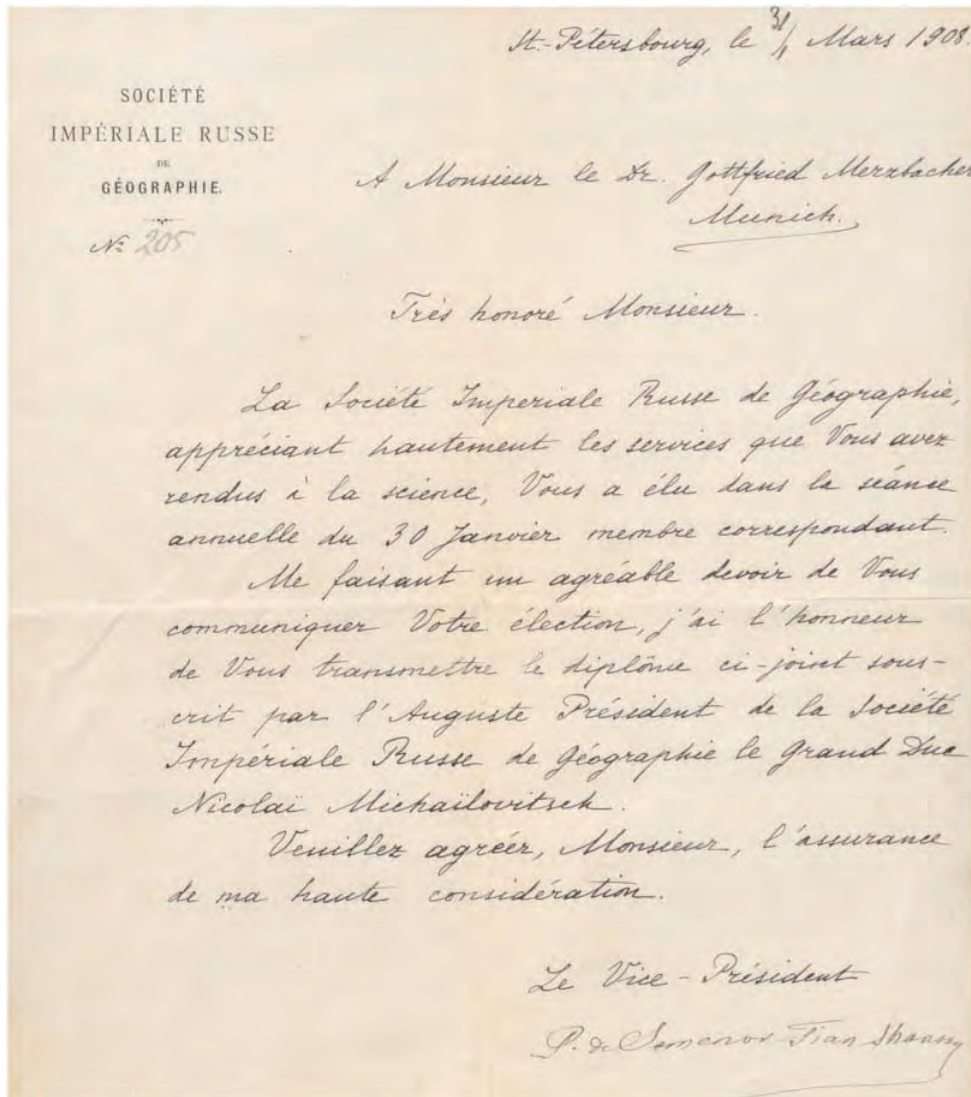 St.-Pétersbourg, le 31/1 Mars 1908.
SOCIÉTÉ
IMPÉRIALE RUSSE
DE
GÉOGRAPHIE.
№ 205
A Monsieur le Dr. Gottfried Merzbacher
Munich.
Très honoré Monsieur.
La Société Imperiale Russe de Géographie,
appréciant hautement les services que Vous avez
rendus à la science, Vous a élu dans la séance
annuelle du 30 Janvier membre correspondant.
Me faisant un agréable devoir de Vous
communiquer Votre élection, j'ai l'honneur
de Vous transmettre le diplôme ci-joint sous-
crit par l'Auguste Président de la Société
Impériale Russe de Géographie le Grand Duc
Nicolaï Michaïlovitsch.
Veuillez agréer, Monsieur, l'assurance
de ma haute considération.
Le Vice-Président
P. de Semenov-Tian Shansky